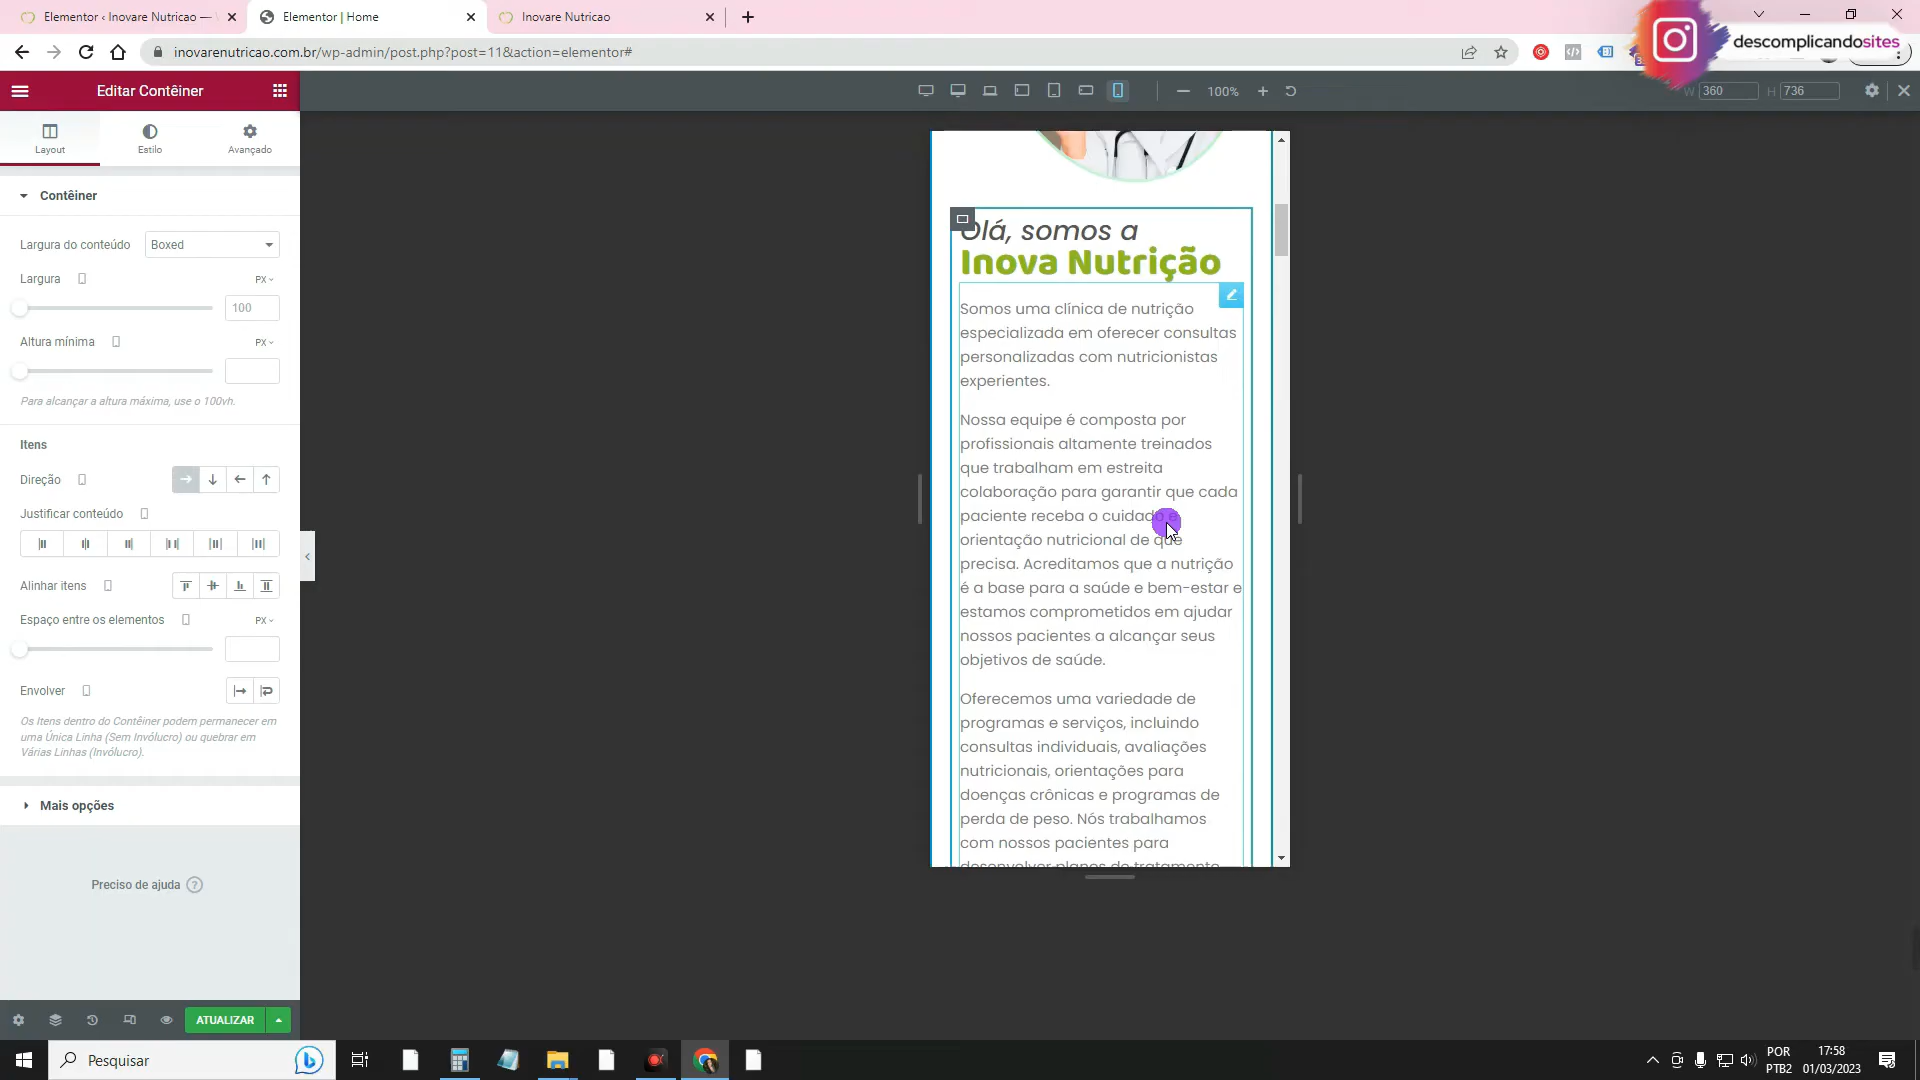 Elementor ‹ Inovare Nutricao —
Elementor | Home
Inovare Nutricao
inovarenutricao.com.br/wp-admin/post.php?post=11&action=elementor#
descomplicandosites
Editar Contêiner
100%
W 360
H 736
Layout
Estilo
Avançado
Contêiner
Largura do conteúdo
Boxed
Largura
PX
100
Altura mínima
PX
Para alcançar a altura máxima, use o 100vh.
Itens
Direção
Justificar conteúdo
Alinhar itens
Espaço entre os elementos
PX
Envolver
Os Itens dentro do Contêiner podem permanecer em
uma Única Linha (Sem Invólucro) ou quebrar em
Várias Linhas (Invólucro).
Mais opções
Preciso de ajuda
ATUALIZAR
Olá, somos a
Inova Nutrição
Somos uma clínica de nutrição
especializada em oferecer consultas
personalizadas com nutricionistas
experientes.
Nossa equipe é composta por
profissionais altamente treinados
que trabalham em estreita
colaboração para garantir que cada
paciente receba o cuidado e
orientação nutricional de que
precisa. Acreditamos que a nutrição
é a base para a saúde e bem-estar e
estamos comprometidos em ajudar
nossos pacientes a alcançar seus
objetivos de saúde.
Oferecemos uma variedade de
programas e serviços, incluindo
consultas individuais, avaliações
nutricionais, orientações para
doenças crônicas e programas de
perda de peso. Nós trabalhamos
com nossos pacientes para
desenvolver planos de tratamento
Pesquisar
POR
PTB2
17:58
01/03/2023